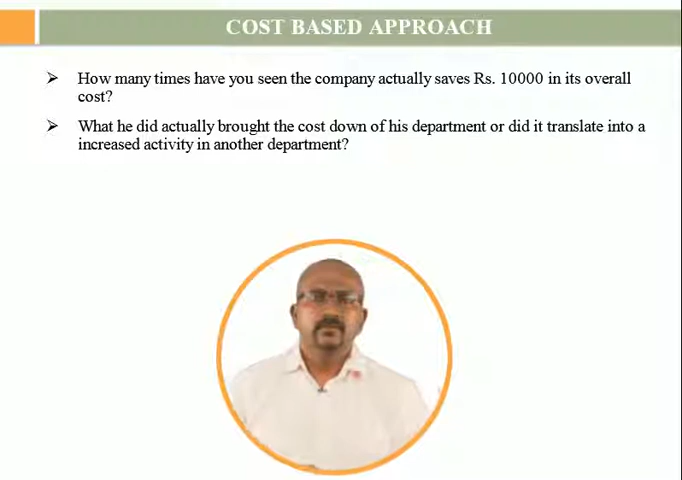 COST BASED APPROACH
How many times have you seen the company actually saves Rs. 10000 in its overall
cost?
What he did actually brought the cost down of his department or did it translate into a
increased activity in another department?